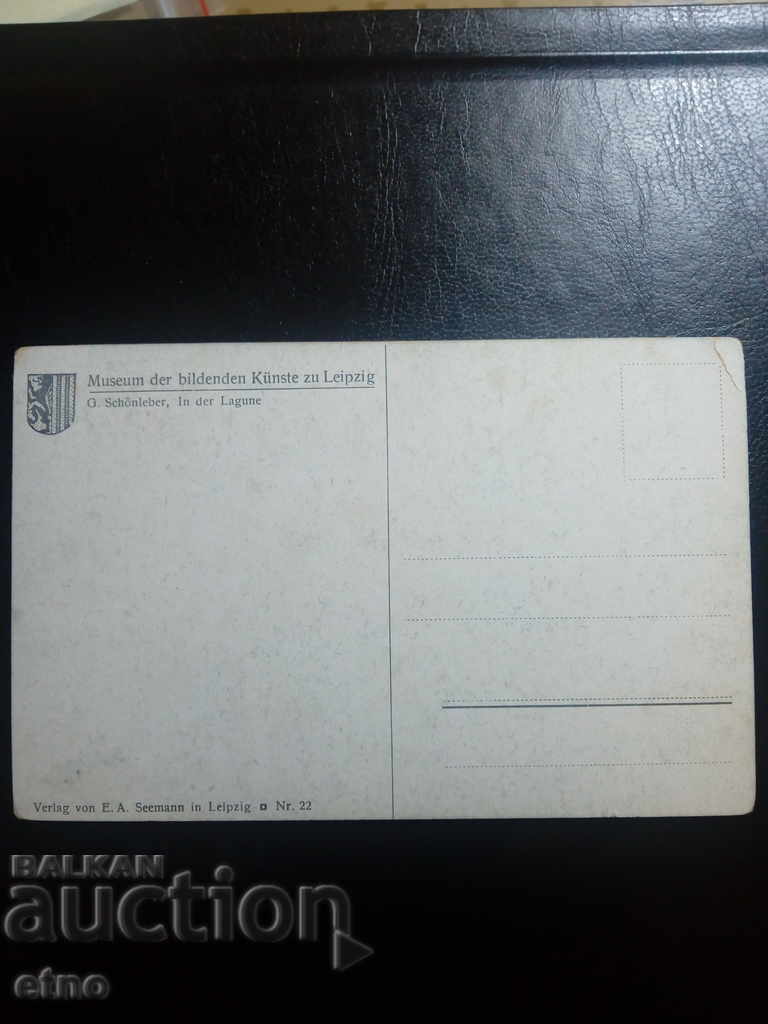 Museum der bildenden Künste zu Leipzig
G. Schönleber, In der Lagune
Verlag von E. A. Seemann in Leipzig ¤ Nr. 22
BALKAN
auction
etno